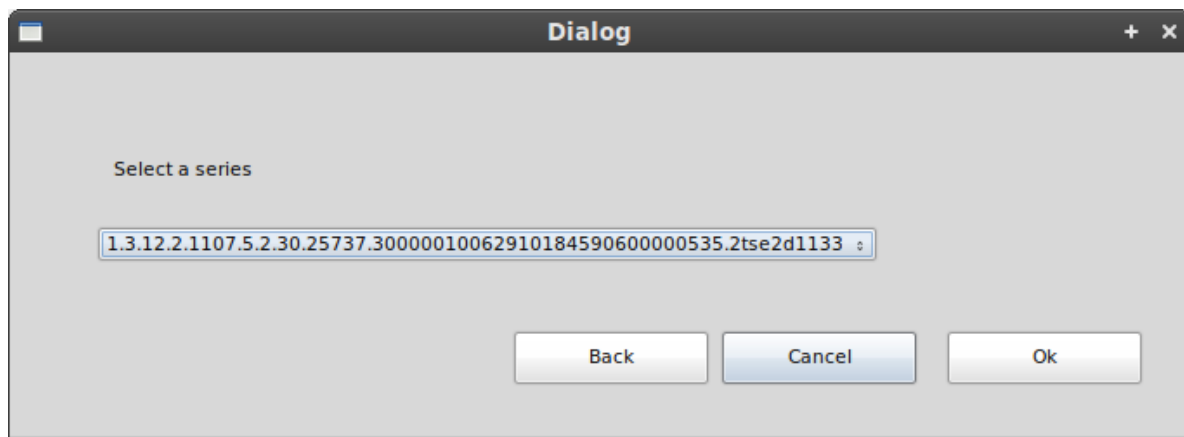 Dialog
Select a series
1.3.12.2.1107.5.2.30.25737.30000010062910184590600000535.2tse2d1133
Back Cancel Ok